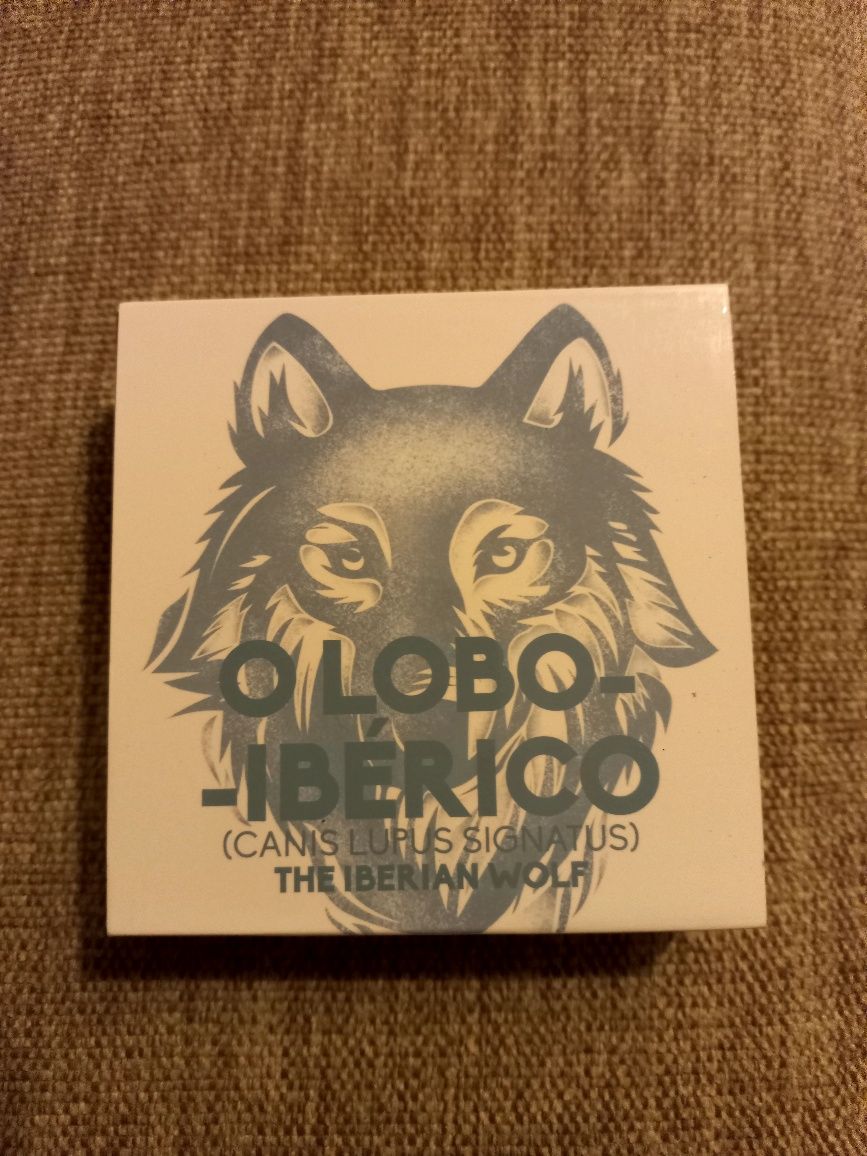 O LOBO-
-IBÉRICO
(CANIS LUPUS SIGNATUS)
THE IBERIAN WOLF